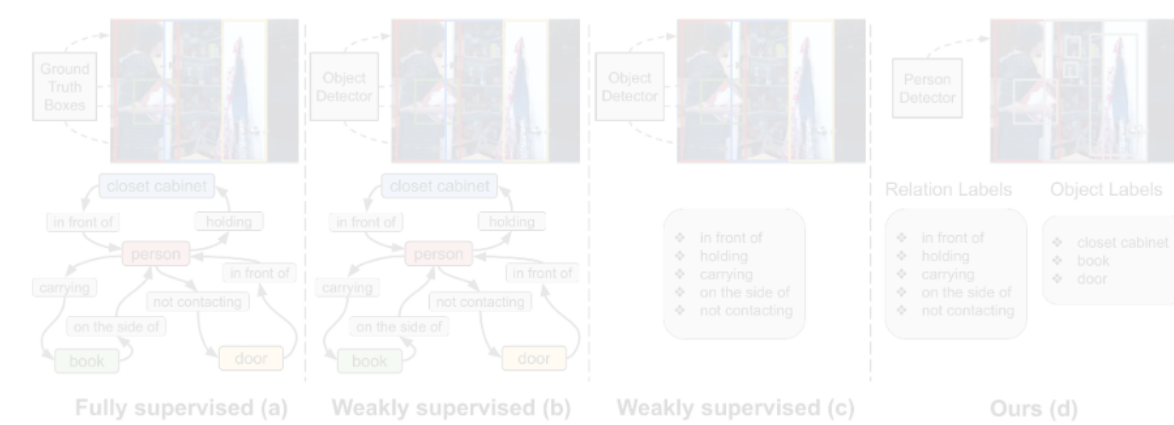 Ground
Truth
Boxes
closet cabinet
in front of
holding
person
carrying
in front of
not contacting
on the side of
book
door
Fully supervised (a)
Object
Detector
closet cabinet
in front of
holding
person
carrying
in front of
not contacting
on the side of
book
door
Weakly supervised (b)
Object
Detector
❖ in front of
❖ holding
❖ carrying
❖ on the side of
❖ not contacting
Weakly supervised (c)
Person
Detector
Relation Labels
❖ in front of
❖ holding
❖ carrying
❖ on the side of
❖ not contacting
Object Labels
❖ closet cabinet
❖ book
❖ door
Ours (d)